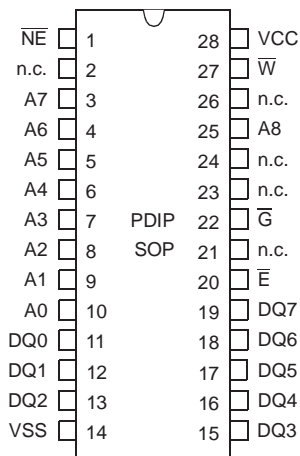 N̅E̅ 1 28 VCC
n.c. 2 27 W̅
A7 3 26 n.c.
A6 4 25 A8
A5 5 24 n.c.
A4 6 23 n.c.
A3 7 PDIP 22 G̅
A2 8 SOP 21 n.c.
A1 9 20 E̅
A0 10 19 DQ7
DQ0 11 18 DQ6
DQ1 12 17 DQ5
DQ2 13 16 DQ4
VSS 14 15 DQ3